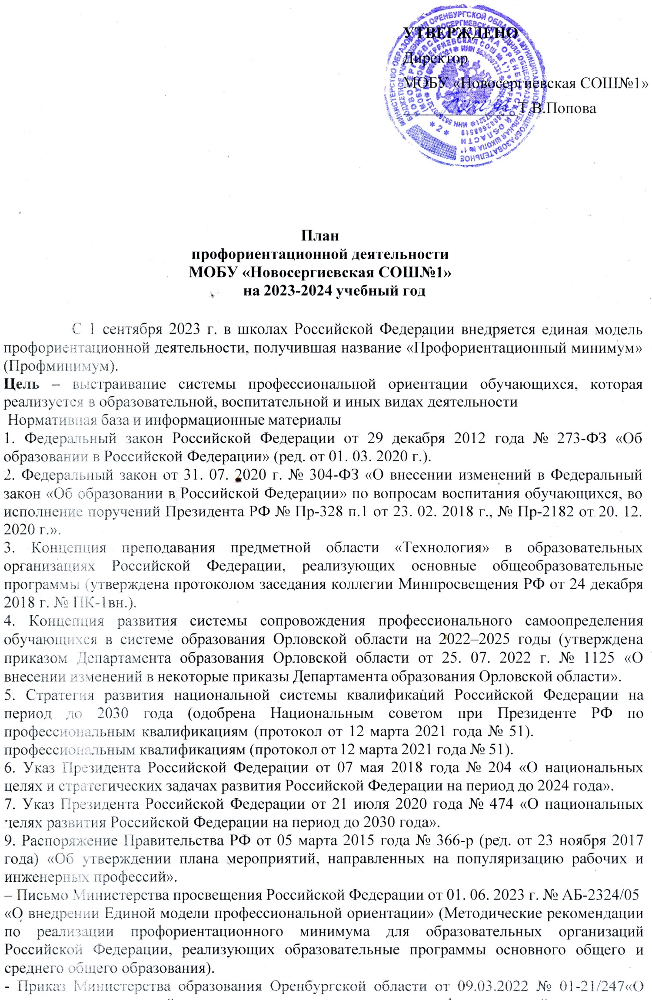 УТВЕРЖДЕНО
Директор
МОБУ «Новосергиевская СОШ№1»
Т.В.Попова
План
профориентационной деятельности
МОБУ «Новосергиевская СОШ№1»
на 2023-2024 учебный год
С 1 сентября 2023 г. в школах Российской Федерации внедряется единая модель
профориентационной деятельности, получившая название «Профориентационный минимум»
(Профминимум).
Цель – выстраивание системы профессиональной ориентации обучающихся, которая
реализуется в образовательной, воспитательной и иных видах деятельности
Нормативная база и информационные материалы
1. Федеральный закон Российской Федерации от 29 декабря 2012 года № 273-ФЗ «Об
образовании в Российской Федерации» (ред. от 01. 03. 2020 г.).
2. Федеральный закон от 31. 07. 2020 г. № 304-ФЗ «О внесении изменений в Федеральный
закон «Об образовании в Российской Федерации» по вопросам воспитания обучающихся, во
исполнение поручений Президента РФ № Пр-328 п.1 от 23. 02. 2018 г., № Пр-2182 от 20. 12.
2020 г.».
3. Концепция преподавания предметной области «Технология» в образовательных
организациях Российской Федерации, реализующих основные общеобразовательные
программы (утверждена протоколом заседания коллегии Минпросвещения РФ от 24 декабря
2018 г. № ПК-1вн.).
4. Концепция развития системы сопровождения профессионального самоопределения
обучающихся в системе образования Орловской области на 2022–2025 годы (утверждена
приказом Департамента образования Орловской области от 25. 07. 2022 г. № 1125 «О
внесении изменений в некоторые приказы Департамента образования Орловской области».
5. Стратегия развития национальной системы квалификаций Российской Федерации на
период до 2030 года (одобрена Национальным советом при Президенте РФ по
профессиональным квалификациям (протокол от 12 марта 2021 года № 51).
профессиональным квалификациям (протокол от 12 марта 2021 года № 51).
6. Указ Президента Российской Федерации от 07 мая 2018 года № 204 «О национальных
целях и стратегических задачах развития Российской Федерации на период до 2024 года».
7. Указ Президента Российской Федерации от 21 июля 2020 года № 474 «О национальных
целях развития Российской Федерации на период до 2030 года».
9. Распоряжение Правительства РФ от 05 марта 2015 года № 366-р (ред. от 23 ноября 2017
года) «Об утверждении плана мероприятий, направленных на популяризацию рабочих и
инженерных профессий».
– Письмо Министерства просвещения Российской Федерации от 01. 06. 2023 г. № АБ-2324/05
«О внедрении Единой модели профессиональной ориентации» (Методические рекомендации
по реализации профориентационного минимума для образовательных организаций
Российской Федерации, реализующих образовательные программы основного общего и
среднего общего образования).
- Приказ Министерства образования Оренбургской области от 09.03.2022 № 01-21/247«О